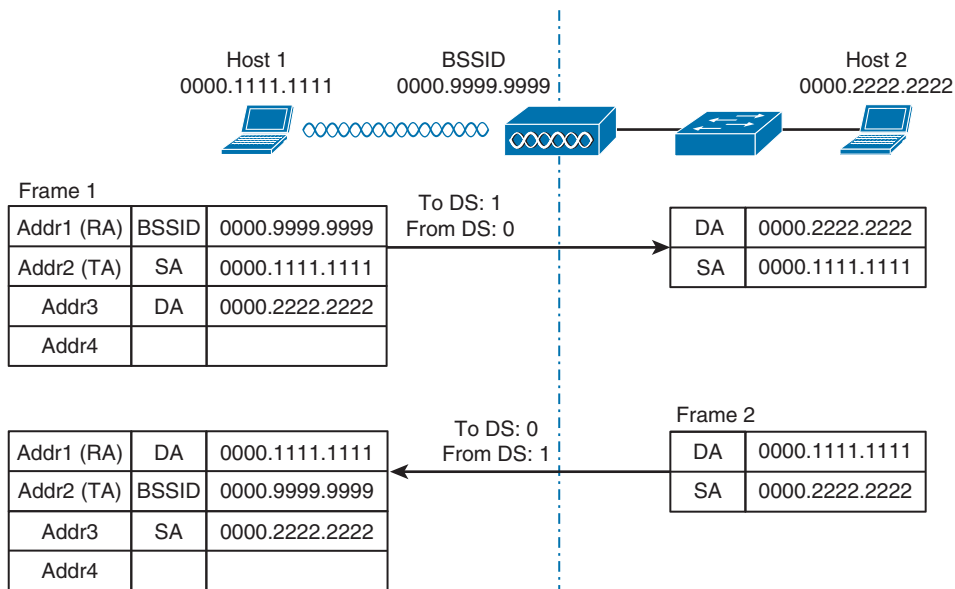 Host 1
0000.1111.1111
BSSID
0000.9999.9999
Host 2
0000.2222.2222
Frame 1
Addr1 (RA) BSSID 0000.9999.9999
Addr2 (TA) SA 0000.1111.1111
Addr3 DA 0000.2222.2222
Addr4
To DS: 1
From DS: 0
DA 0000.2222.2222
SA 0000.1111.1111
Addr1 (RA) DA 0000.1111.1111
Addr2 (TA) BSSID 0000.9999.9999
Addr3 SA 0000.2222.2222
Addr4
To DS: 0
From DS: 1
Frame 2
DA 0000.1111.1111
SA 0000.2222.2222